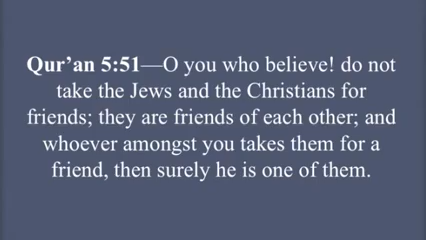 Qur’an 5:51—O you who believe! do not
take the Jews and the Christians for
friends; they are friends of each other; and
whoever amongst you takes them for a
friend, then surely he is one of them.